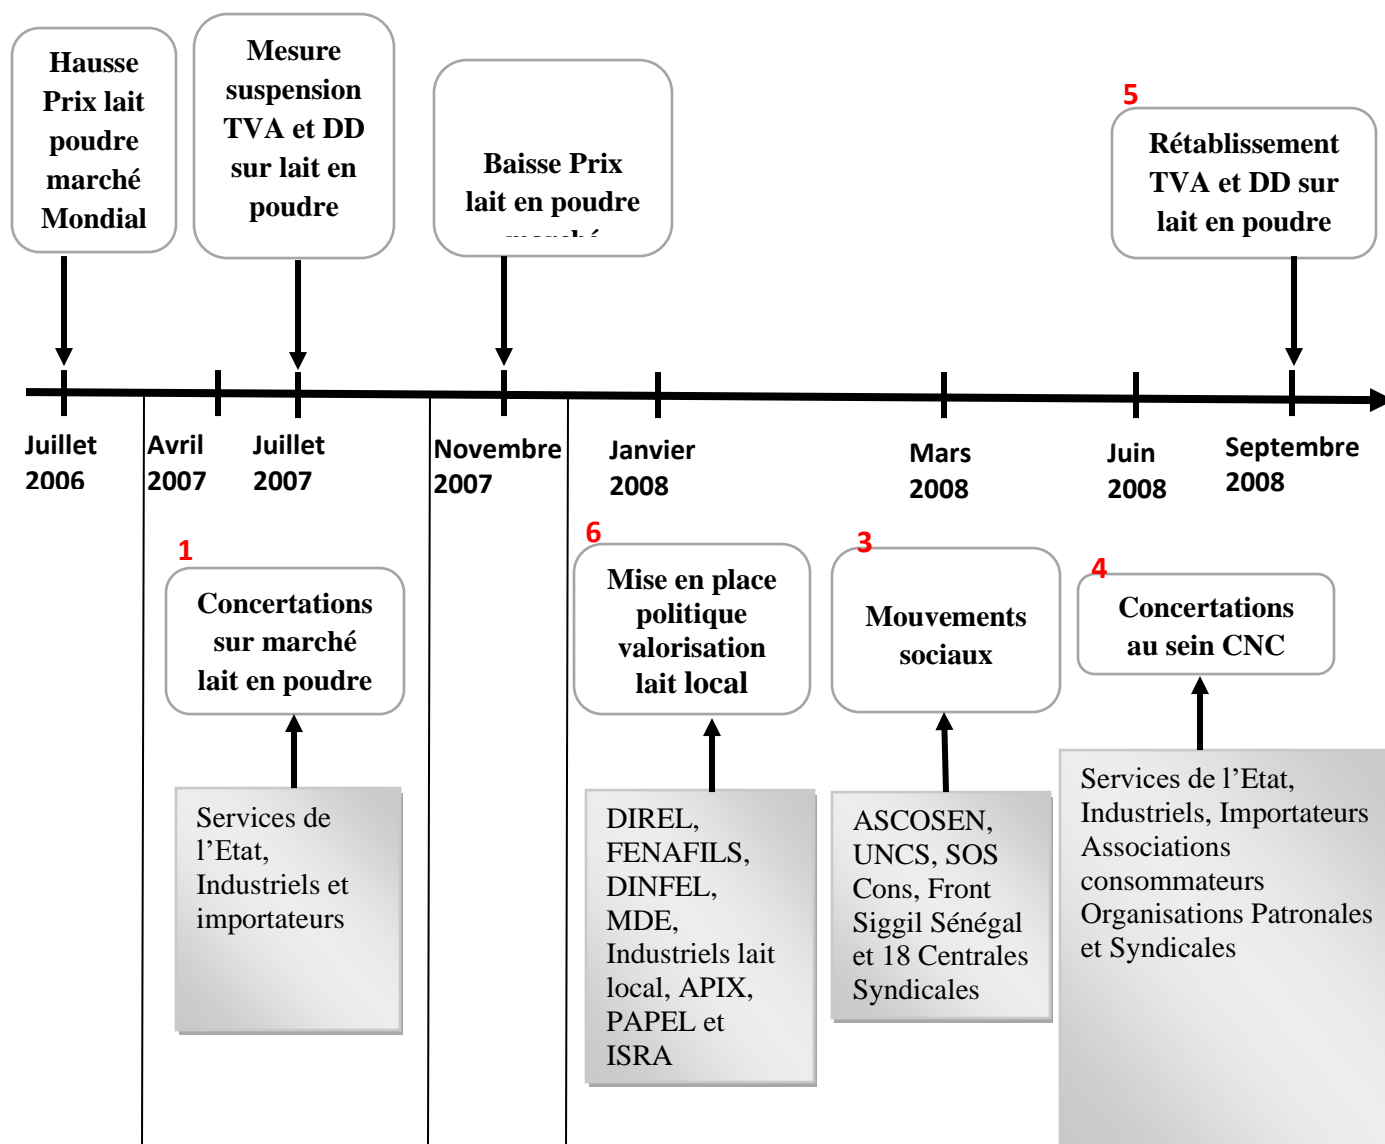 Hausse
Prix lait
poudre
marché
Mondial
Mesure
suspension
TVA et DD
sur lait en
poudre
Baisse Prix
lait en poudre
marché
5
Rétablissement
TVA et DD sur
lait en poudre
Juillet
2006
Avril
2007
Juillet
2007
Novembre
2007
Janvier
2008
Mars
2008
Juin
2008
Septembre
2008
1
Concertations
sur marché
lait en poudre
6
Mise en place
politique
valorisation
lait local
3
Mouvements
sociaux
4
Concertations
au sein CNC
Services de
l’Etat,
Industriels et
importateurs
DIREL,
FENAFILS,
DINFEL,
MDE,
Industriels lait
local, APIX,
PAPEL et
ISRA
ASCOSEN,
UNCS, SOS
Cons, Front
Siggil Sénégal
et 18 Centrales
Syndicales
Services de l’Etat,
Industriels, Importateurs
Associations
consommateurs
Organisations Patronales
et Syndicales